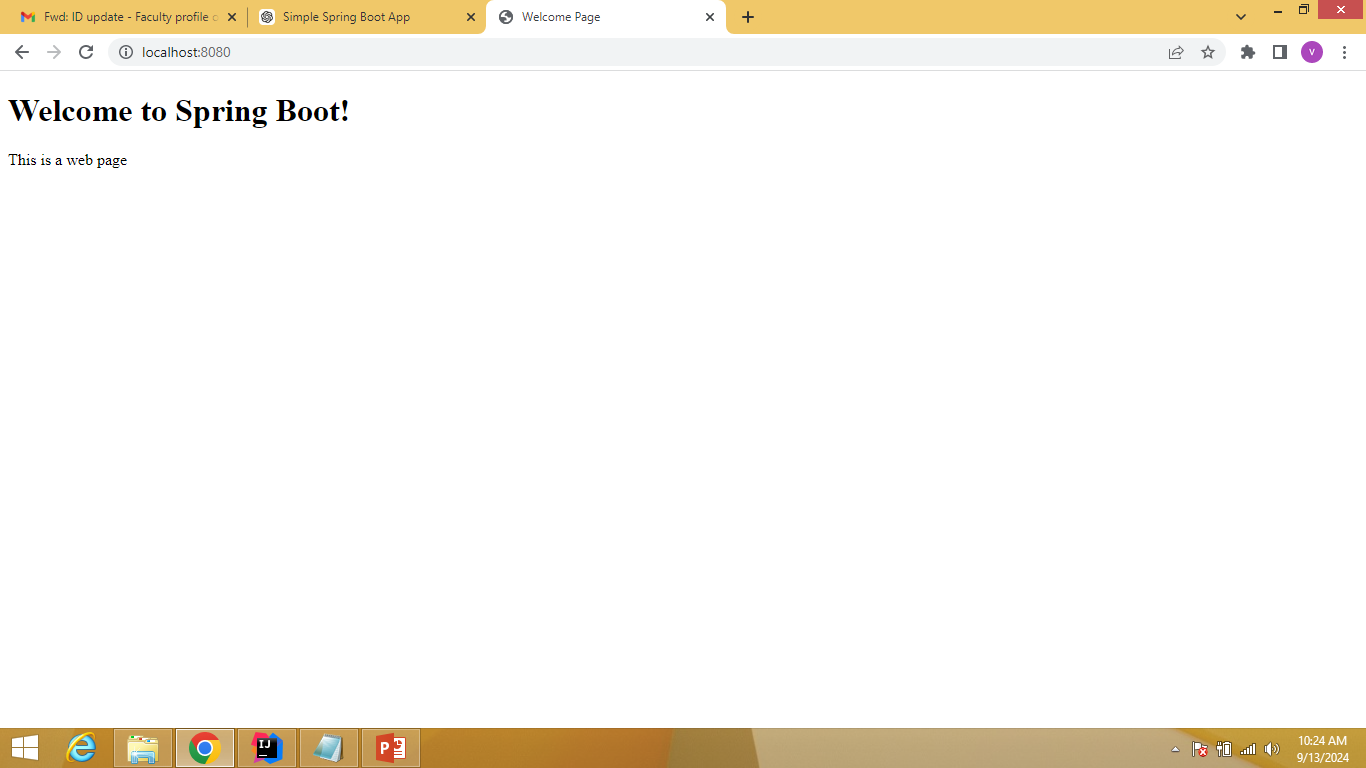 Fwd: ID update - Faculty profile o
Simple Spring Boot App
Welcome Page
localhost:8080
V
Welcome to Spring Boot!
This is a web page
IJ
P
10:24 AM
9/13/2024